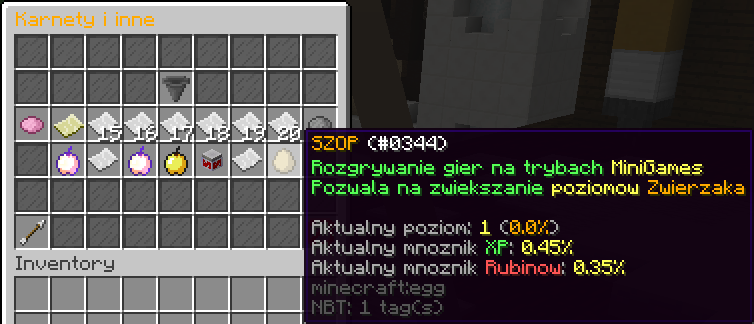 Karnety i inne
15 16 17 18 19 20
SZOP (#0344)
Rozgrywanie gier na trybach MiniGames
Pozwala na zwiekszanie poziomow Zwierzaka
Aktualny poziom: 1 (0.0%)
Aktualny mnoznik XP: 0.45%
Aktualny mnoznik Rubinow: 0.35%
minecraft:egg
NBT: 1 tag(s)
Inventory